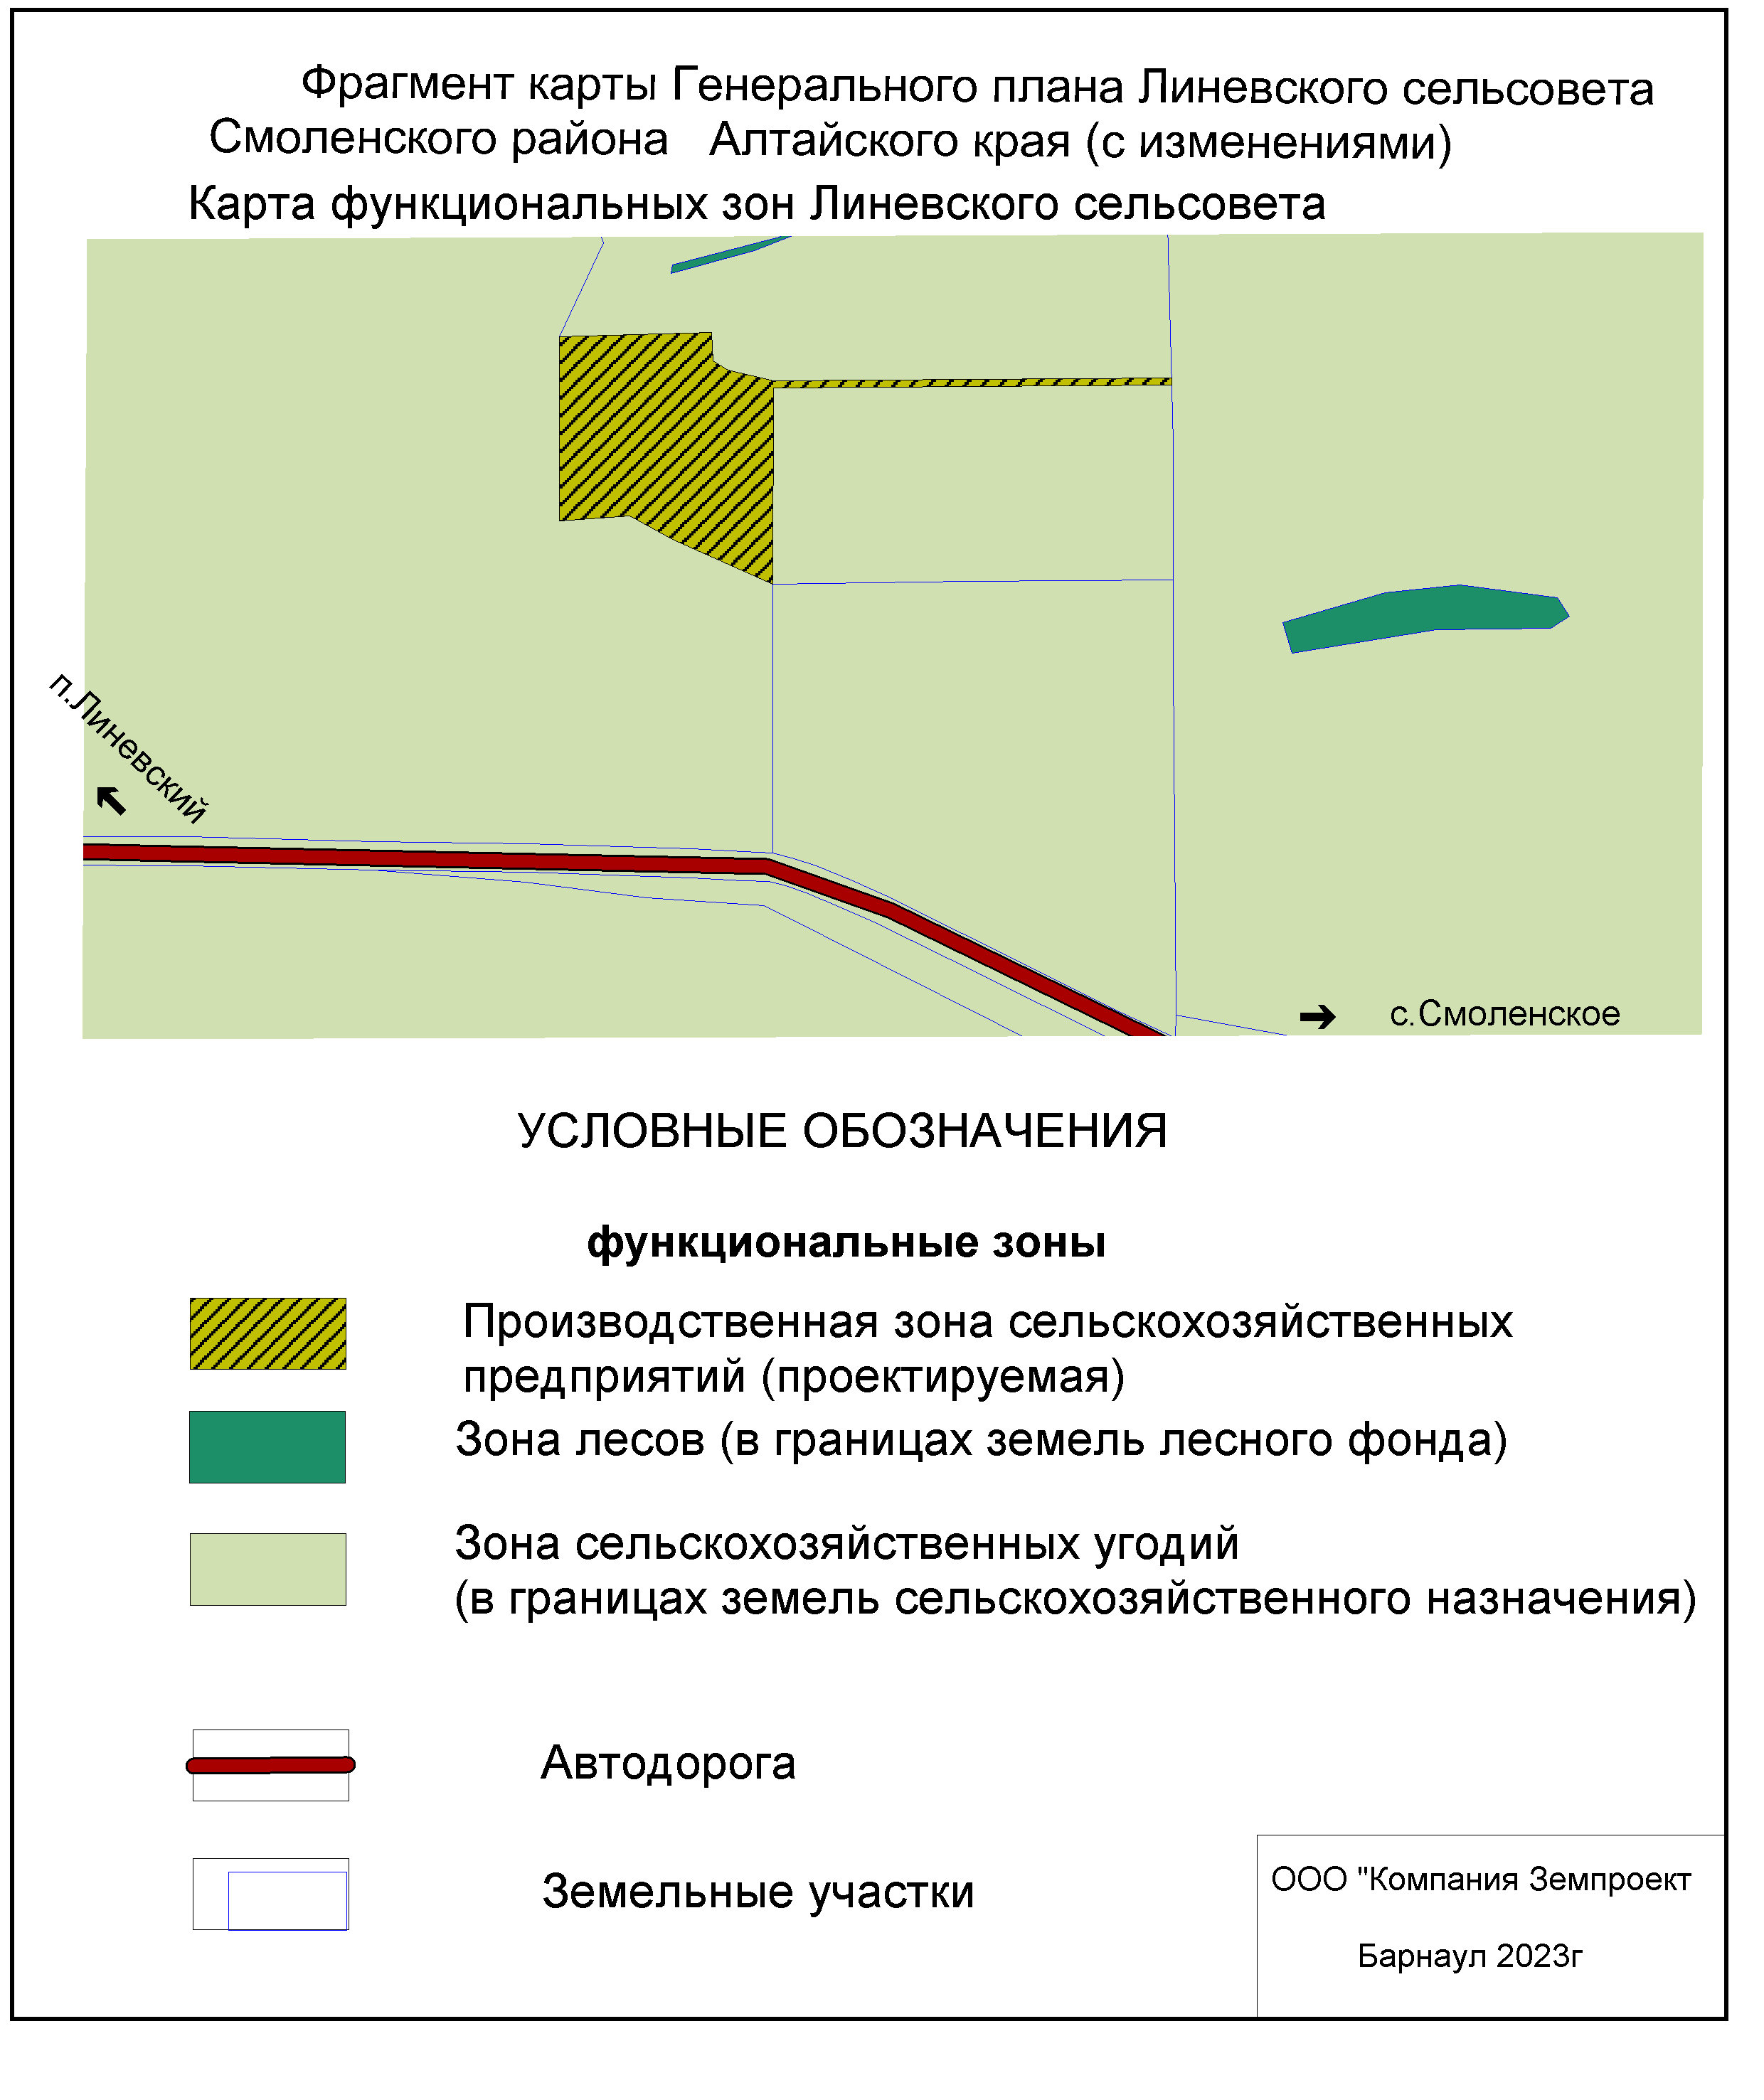 Фрагмент карты Генерального плана Линевского сельсовета
Смоленского района Алтайского края (с изменениями)
Карта функциональных зон Линевского сельсовета
п.Линевский
с.Смоленское
УСЛОВНЫЕ ОБОЗНАЧЕНИЯ
функциональные зоны
Производственная зона сельскохозяйственных
предприятий (проектируемая)
Зона лесов (в границах земель лесного фонда)
Зона сельскохозяйственных угодий
(в границах земель сельскохозяйственного назначения)
Автодорога
Земельные участки
ООО "Компания Земпроект
Барнаул 2023г